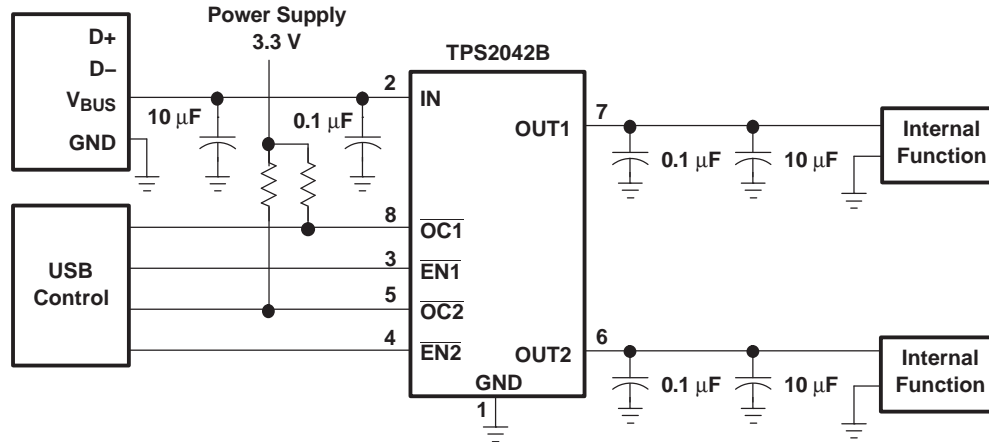 Power Supply
3.3 V
TPS2042B
D+
D–
VBUS
GND
10 μF
0.1 μF
2
IN
OUT1
7
0.1 μF
10 μF
Internal
Function
USB
Control
8
OC1
3
EN1
5
OC2
4
EN2
OUT2
6
GND
1
0.1 μF
10 μF
Internal
Function